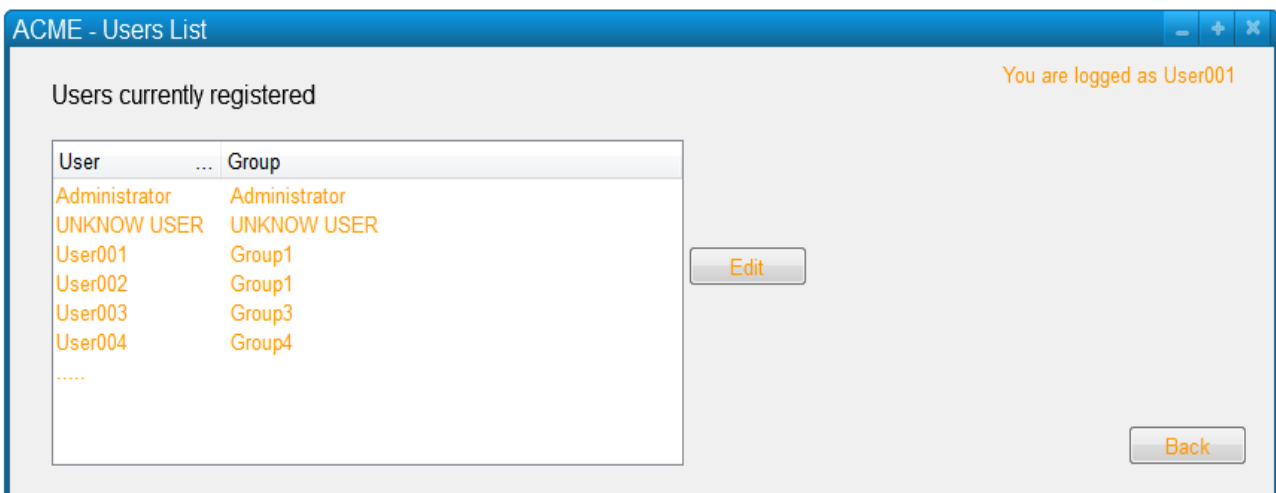 ACME - Users List
You are logged as User001
Users currently registered
User ... Group
Administrator Administrator
UNKNOW USER UNKNOW USER
User001 Group1
Edit
User002 Group1
User003 Group3
User004 Group4
.....
Back